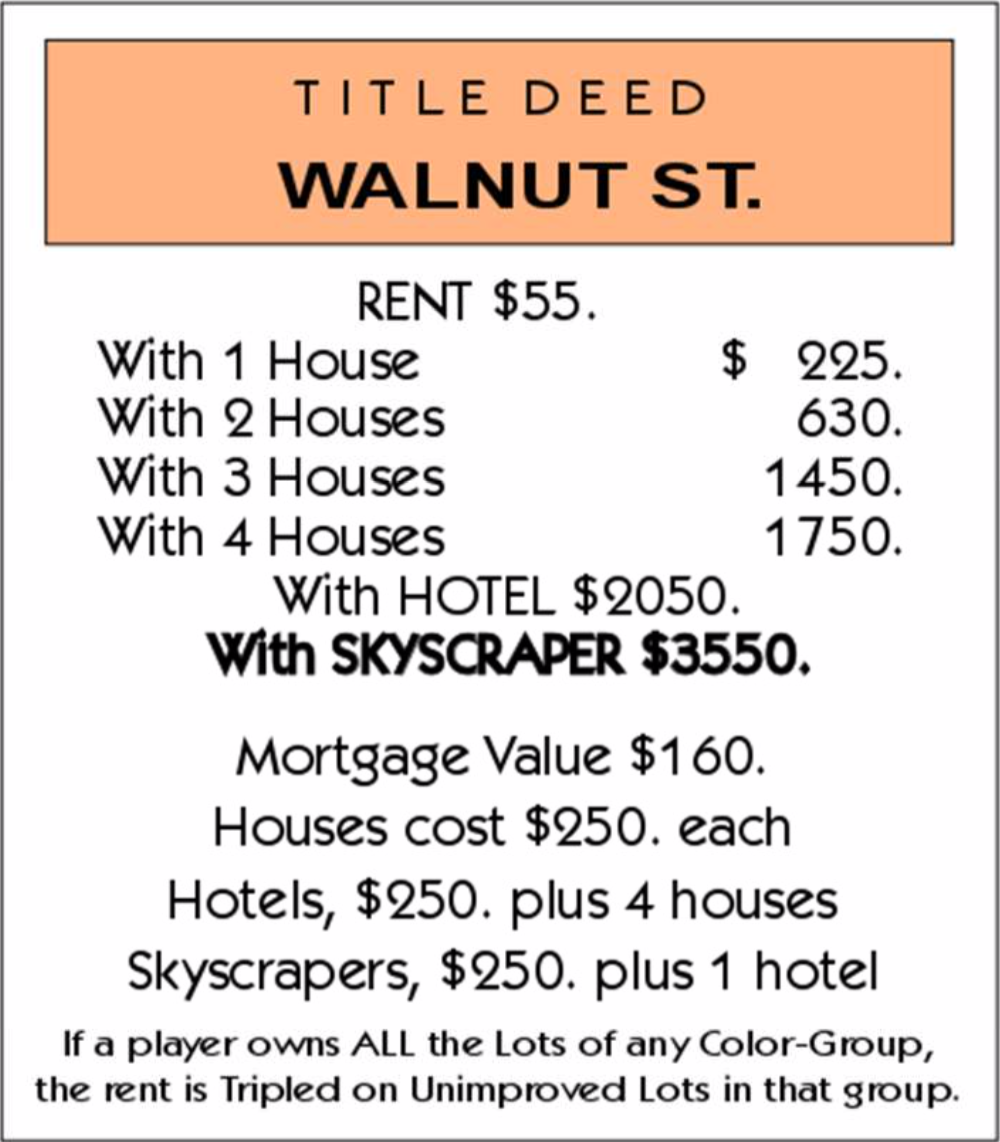 TITLE DEED
WALNUT ST.
RENT $55.
With 1 House $ 225.
With 2 Houses 630.
With 3 Houses 1450.
With 4 Houses 1750.
With HOTEL $2050.
With SKYSCRAPER $3550.
Mortgage Value $160.
Houses cost $250. each
Hotels, $250. plus 4 houses
Skyscrapers, $250. plus 1 hotel
If a player owns ALL the Lots of any Color-Group,
the rent is Tripled on Unimproved Lots in that group.